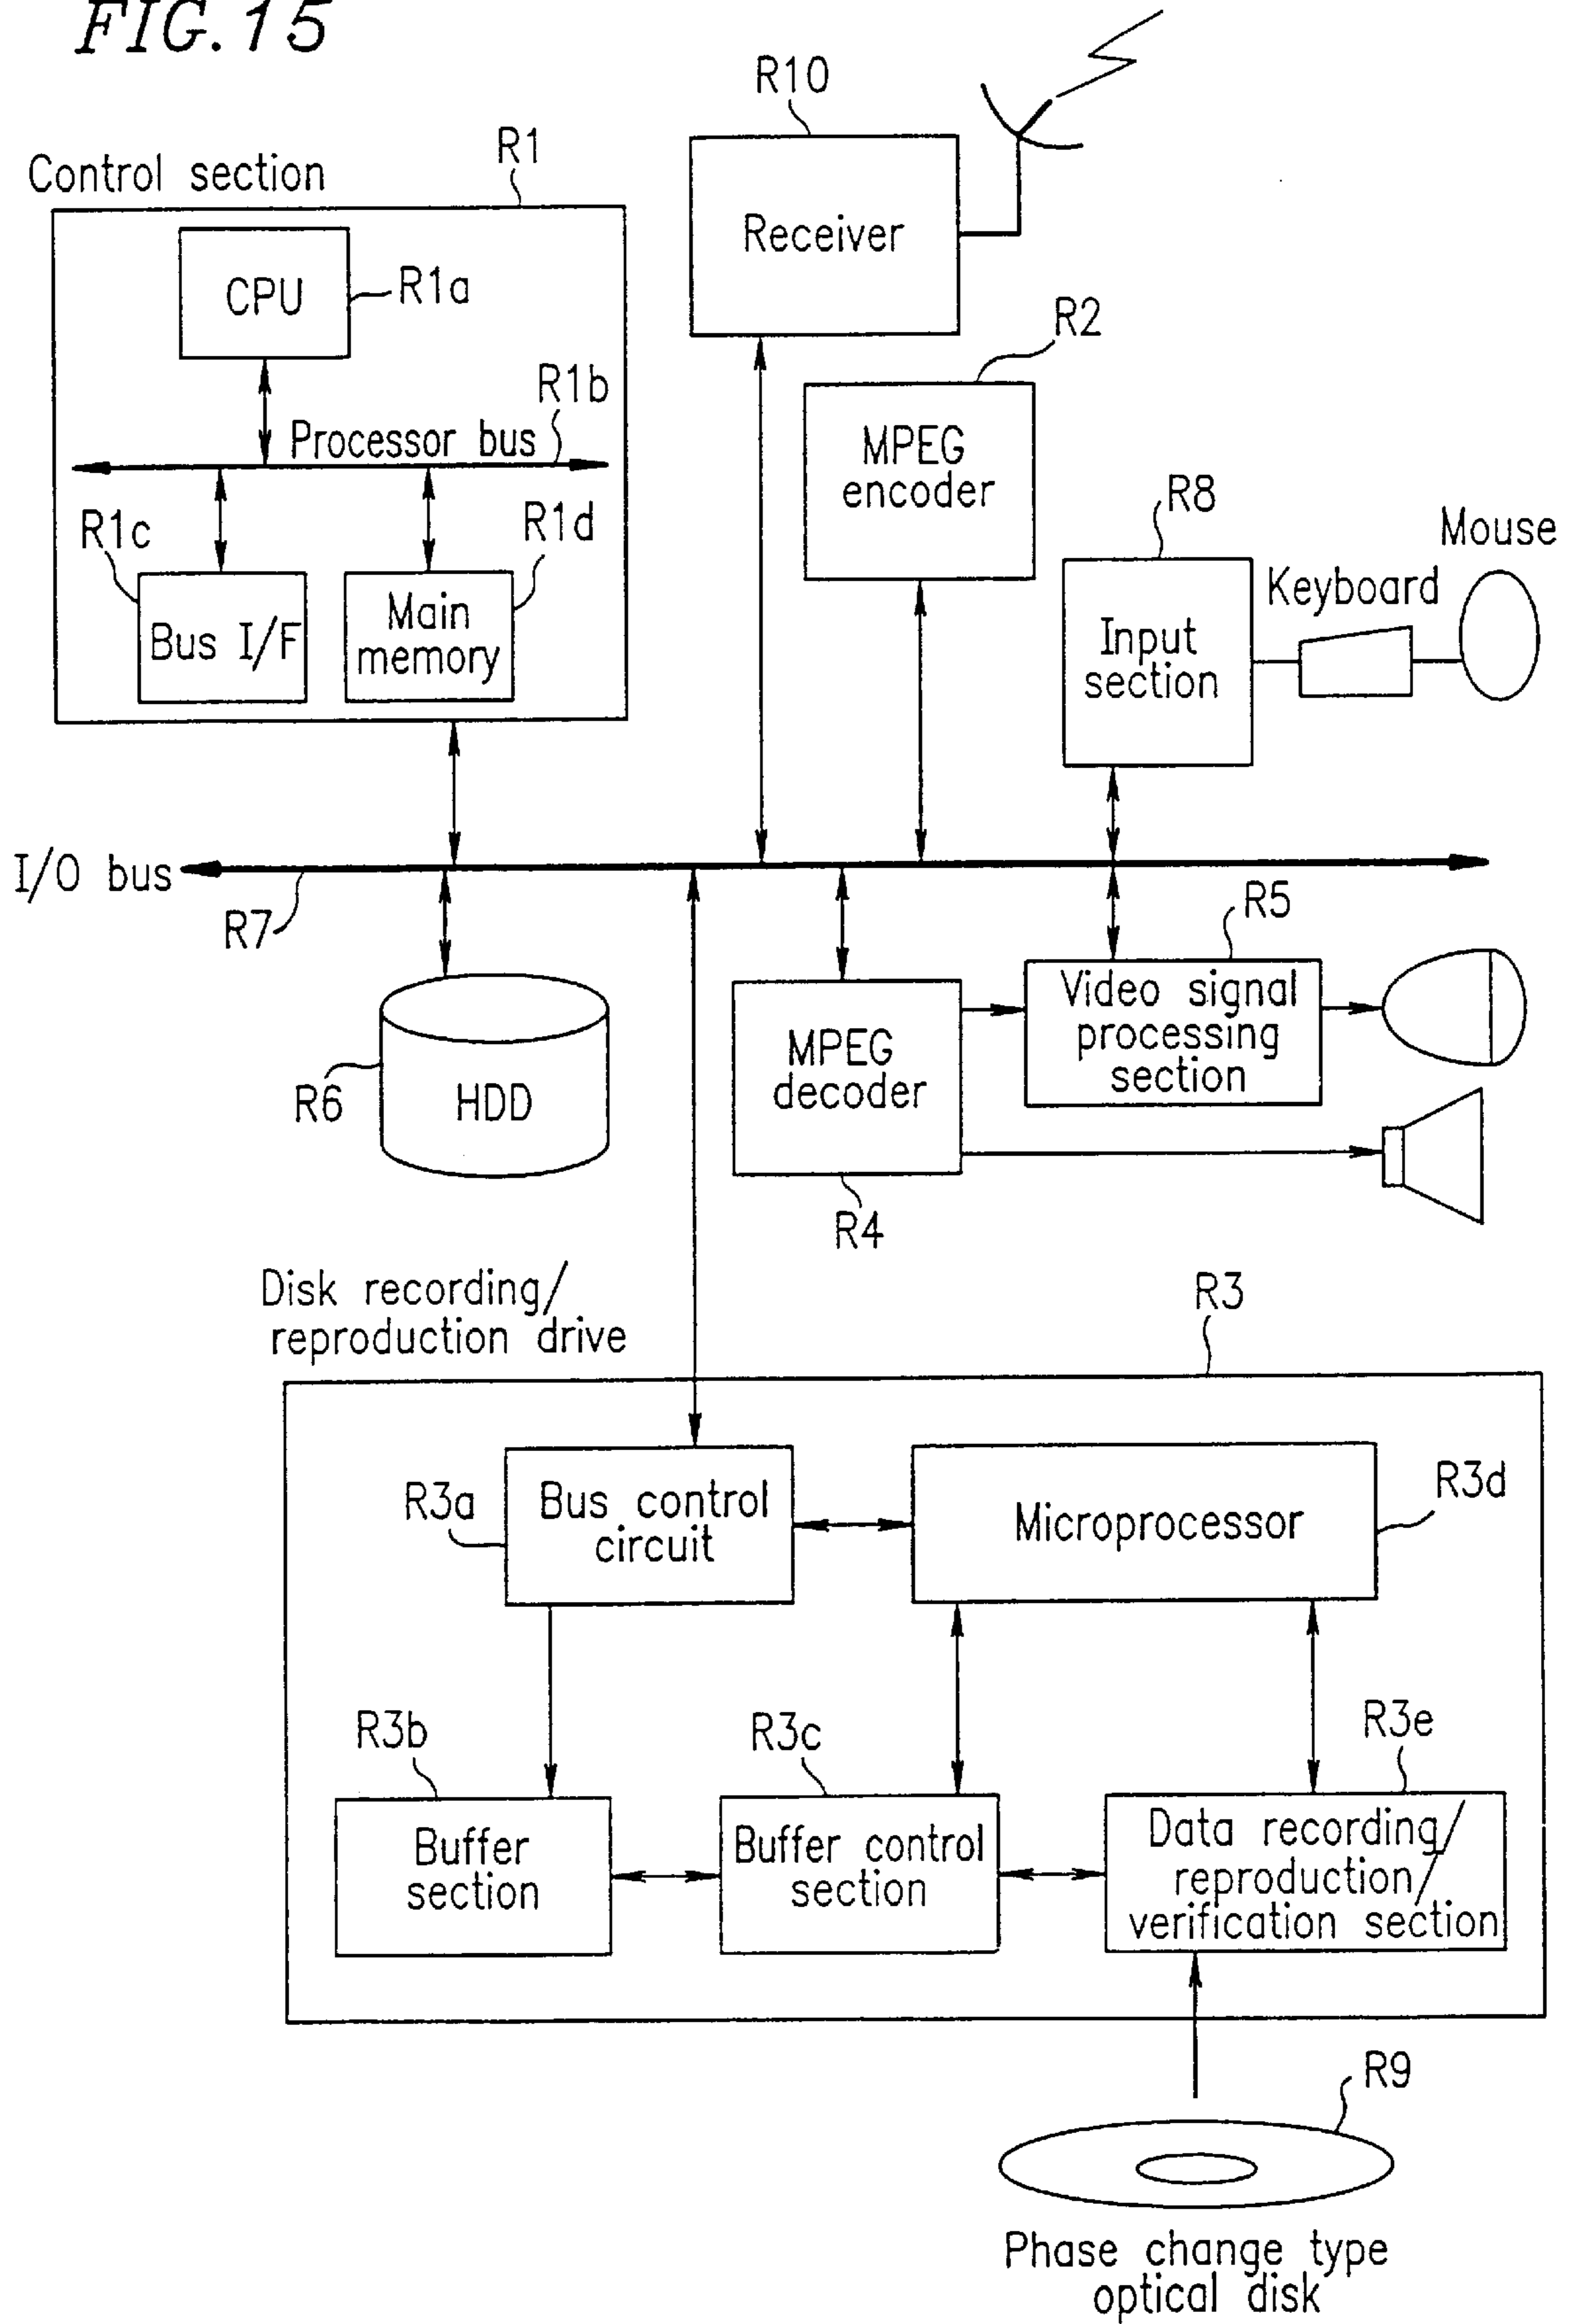 FIG. 15
R10
R1
Control section
Receiver
CPU
R1a
R2
R1b
Processor bus
MPEG
encoder
R8
Mouse
R1c
R1d
Keyboard
Bus I/F
Main
memory
Input
section
I/O bus
R7
R5
Video signal
processing
section
MPEG
decoder
R6
HDD
R4
Disk recording/
reproduction drive
R3
R3a
Bus control
circuit
Microprocessor
R3d
R3b
R3c
R3e
Buffer
section
Buffer control
section
Data recording/
reproduction/
verification section
R9
Phase change type
optical disk